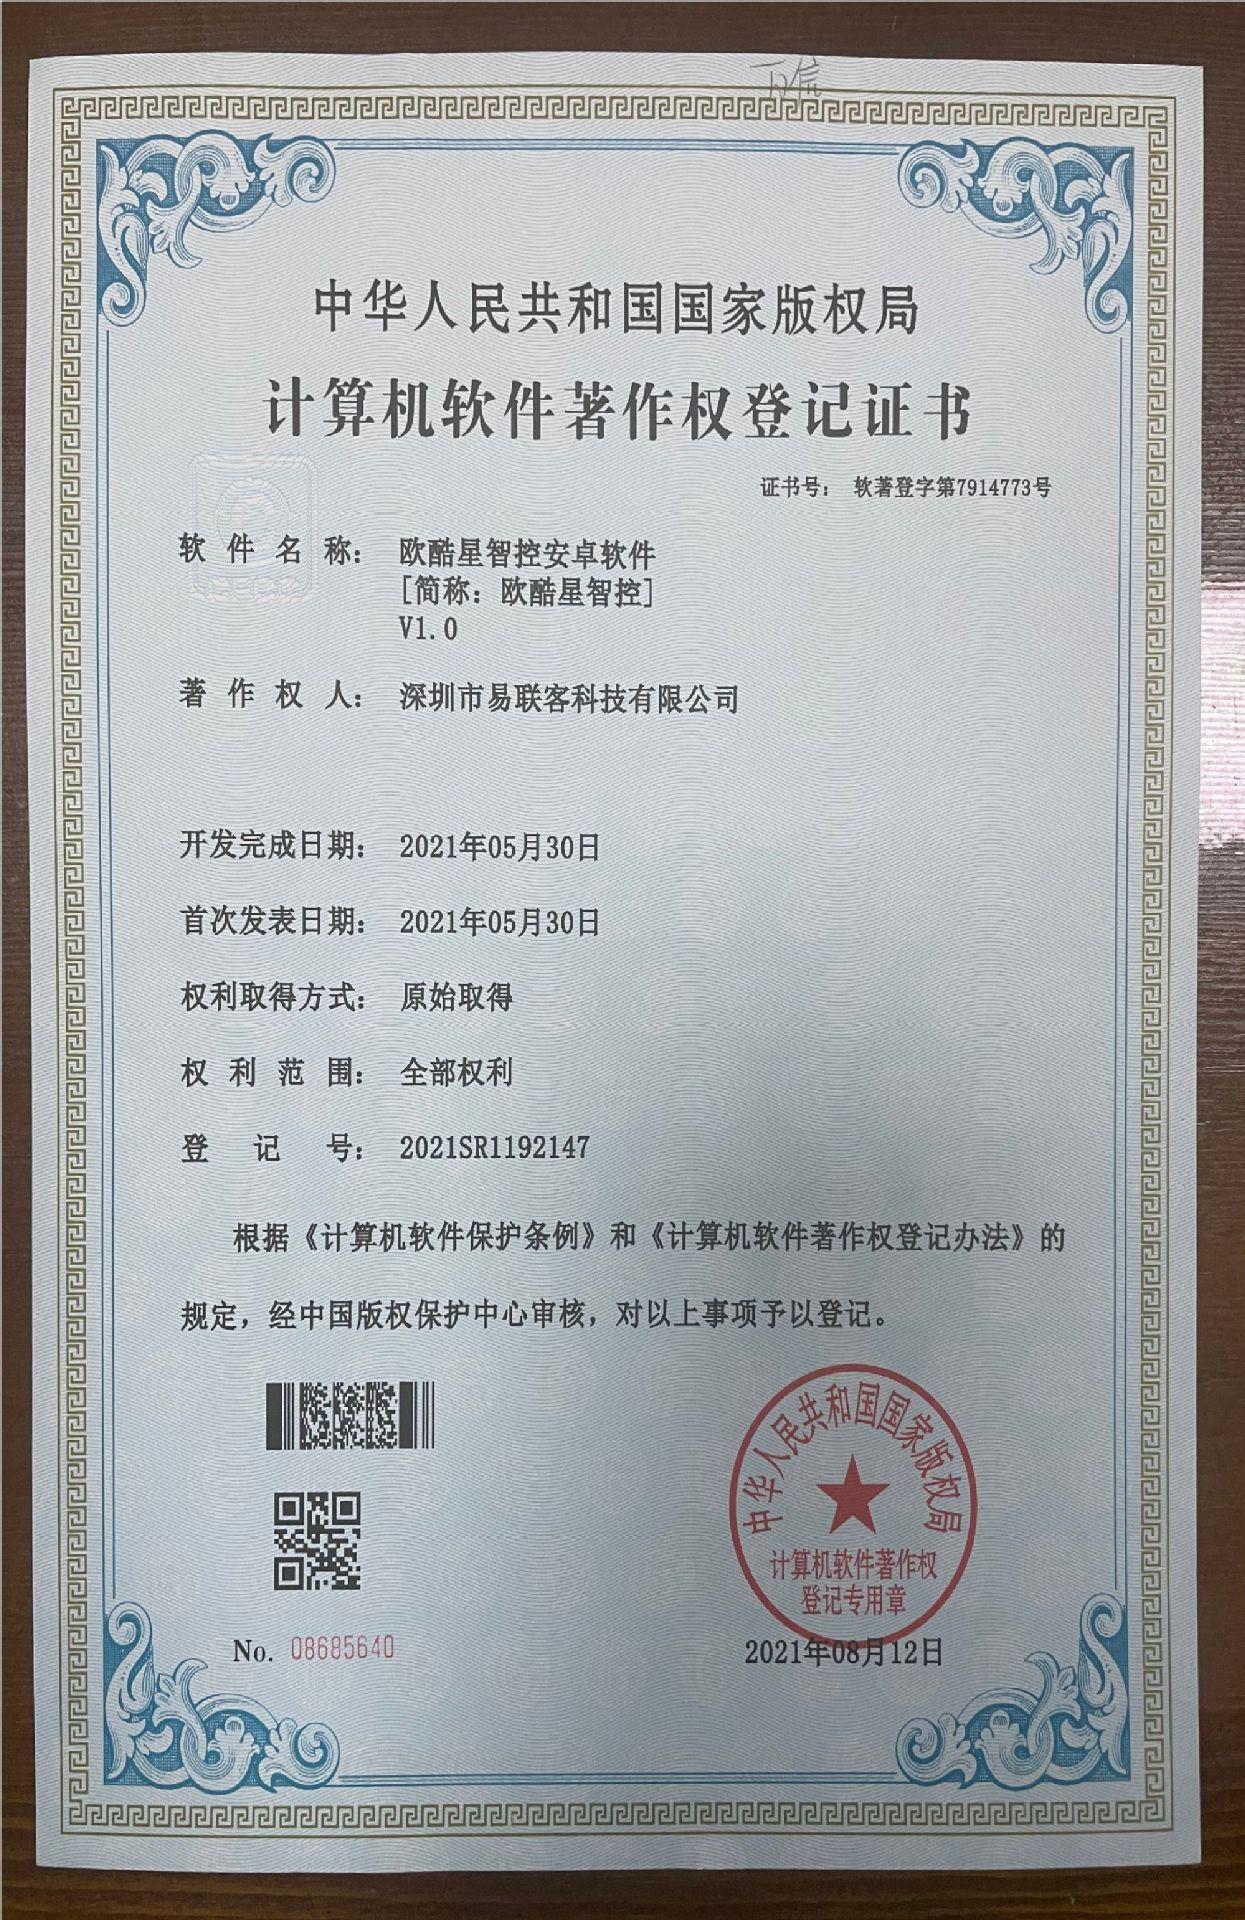 中华人民共和国国家版权局
计算机软件著作权登记证书
证书号： 软著登字第7914773号
软件名称： 欧酷星智控安卓软件
[简称：欧酷星智控]
V1.0
著作权人： 深圳市易联客科技有限公司
开发完成日期： 2021年05月30日
首次发表日期： 2021年05月30日
权利取得方式： 原始取得
权利范围： 全部权利
登记号： 2021SR1192147
根据《计算机软件保护条例》和《计算机软件著作权登记办法》的
规定，经中国版权保护中心审核，对以上事项予以登记。
中华人民共和国国家版权局
计算机软件著作权
登记专用章
No. 08685640
2021年08月12日